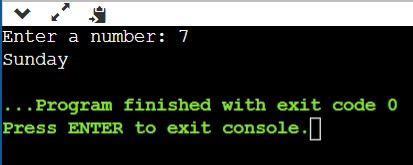 Enter a number: 7
Sunday
...Program finished with exit code 0
Press ENTER to exit console.